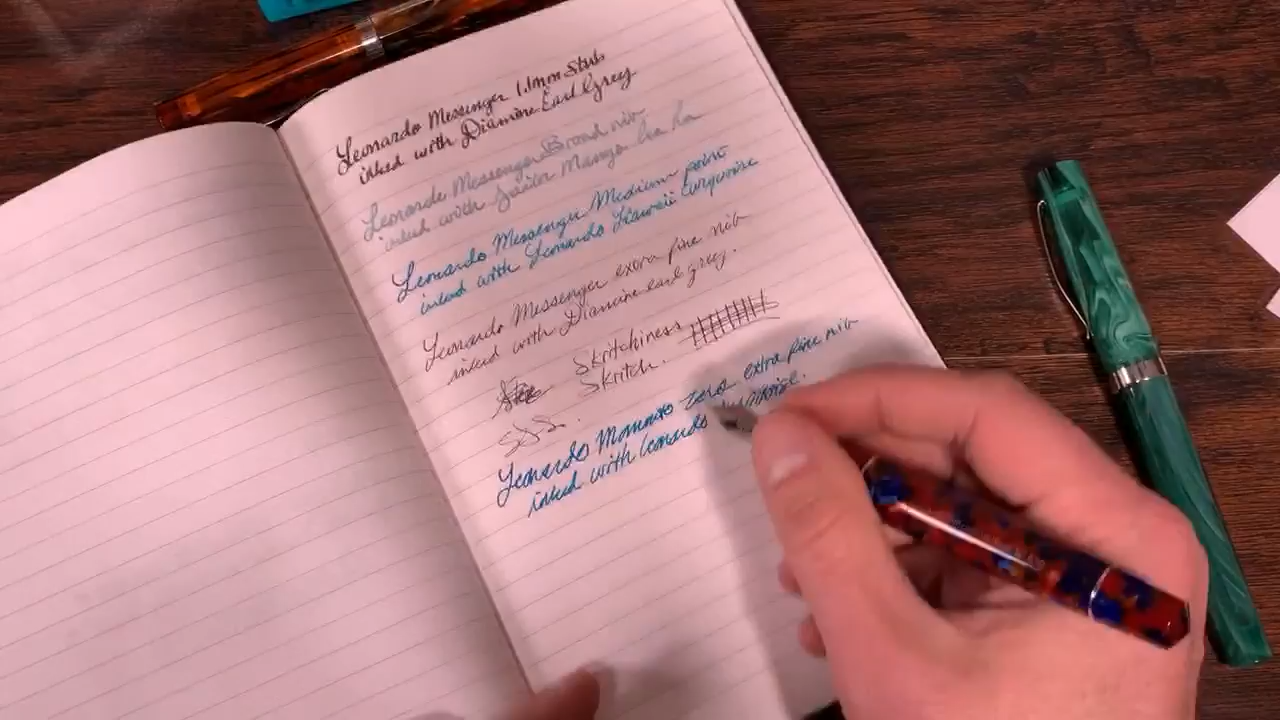 Leonardo Messenger 1.1mm Stub
inked with Diamine Earl Grey
Leonardo Messenger Broad nib
inked with Manga
Leonardo Messenger Medium point
inked with Leonardo Hawaii turquoise
Leonardo Messenger extra fine nib
inked with Diamine earl grey.
Skritchiness
Skritch.
Leonardo Momento zero extra fine nib
inked with Leonardo